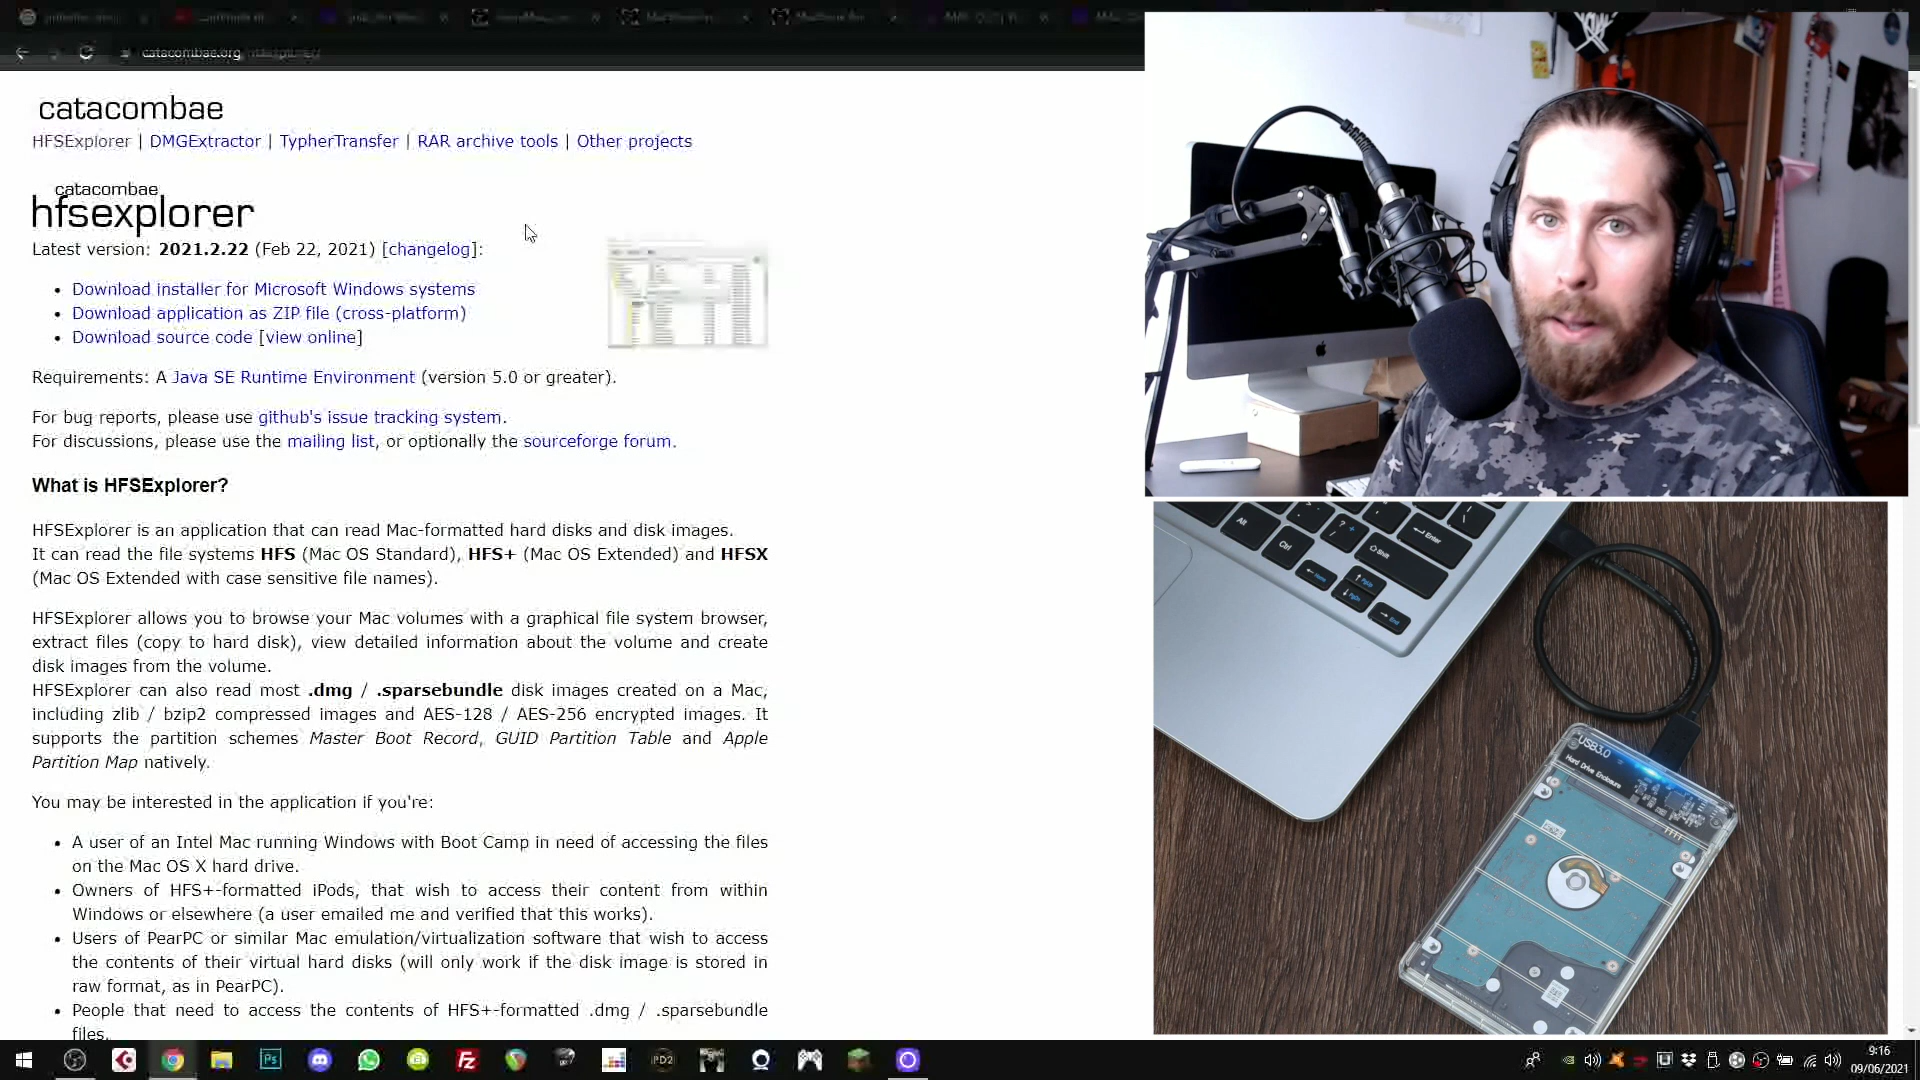 catacombae.org
catacombae
HFSExplorer | DMGExtractor | TypherTransfer | RAR archive tools | Other projects
catacombae
hfsexplorer
Latest version: 2021.2.22 (Feb 22, 2021) [changelog]:
Download installer for Microsoft Windows systems
Download application as ZIP file (cross-platform)
Download source code [view online]
Requirements: A Java SE Runtime Environment (version 5.0 or greater).
For bug reports, please use github's issue tracking system.
For discussions, please use the mailing list, or optionally the sourceforge forum.
What is HFSExplorer?
HFSExplorer is an application that can read Mac-formatted hard disks and disk images.
It can read the file systems HFS (Mac OS Standard), HFS+ (Mac OS Extended) and HFSX
(Mac OS Extended with case sensitive file names).
HFSExplorer allows you to browse your Mac volumes with a graphical file system browser,
extract files (copy to hard disk), view detailed information about the volume and create
disk images from the volume.
HFSExplorer can also read most .dmg / .sparsebundle disk images created on a Mac,
including zlib / bzip2 compressed images and AES-128 / AES-256 encrypted images. It
supports the partition schemes Master Boot Record, GUID Partition Table and Apple
Partition Map natively.
You may be interested in the application if you're:
A user of an Intel Mac running Windows with Boot Camp in need of accessing the files
on the Mac OS X hard drive.
Owners of HFS+-formatted iPods, that wish to access their content from within
Windows or elsewhere (a user emailed me and verified that this works).
Users of PearPC or similar Mac emulation/virtualization software that wish to access
the contents of their virtual hard disks (will only work if the disk image is stored in
raw format, as in PearPC).
People that need to access the contents of HFS+-formatted .dmg / .sparsebundle
files.
Alt
Ctrl
Enter
Shift
PgUp
PgDn
End
USB3.0
Hard Drive Enclosure
Ps
Fz
PD2
9:16
09/06/2021